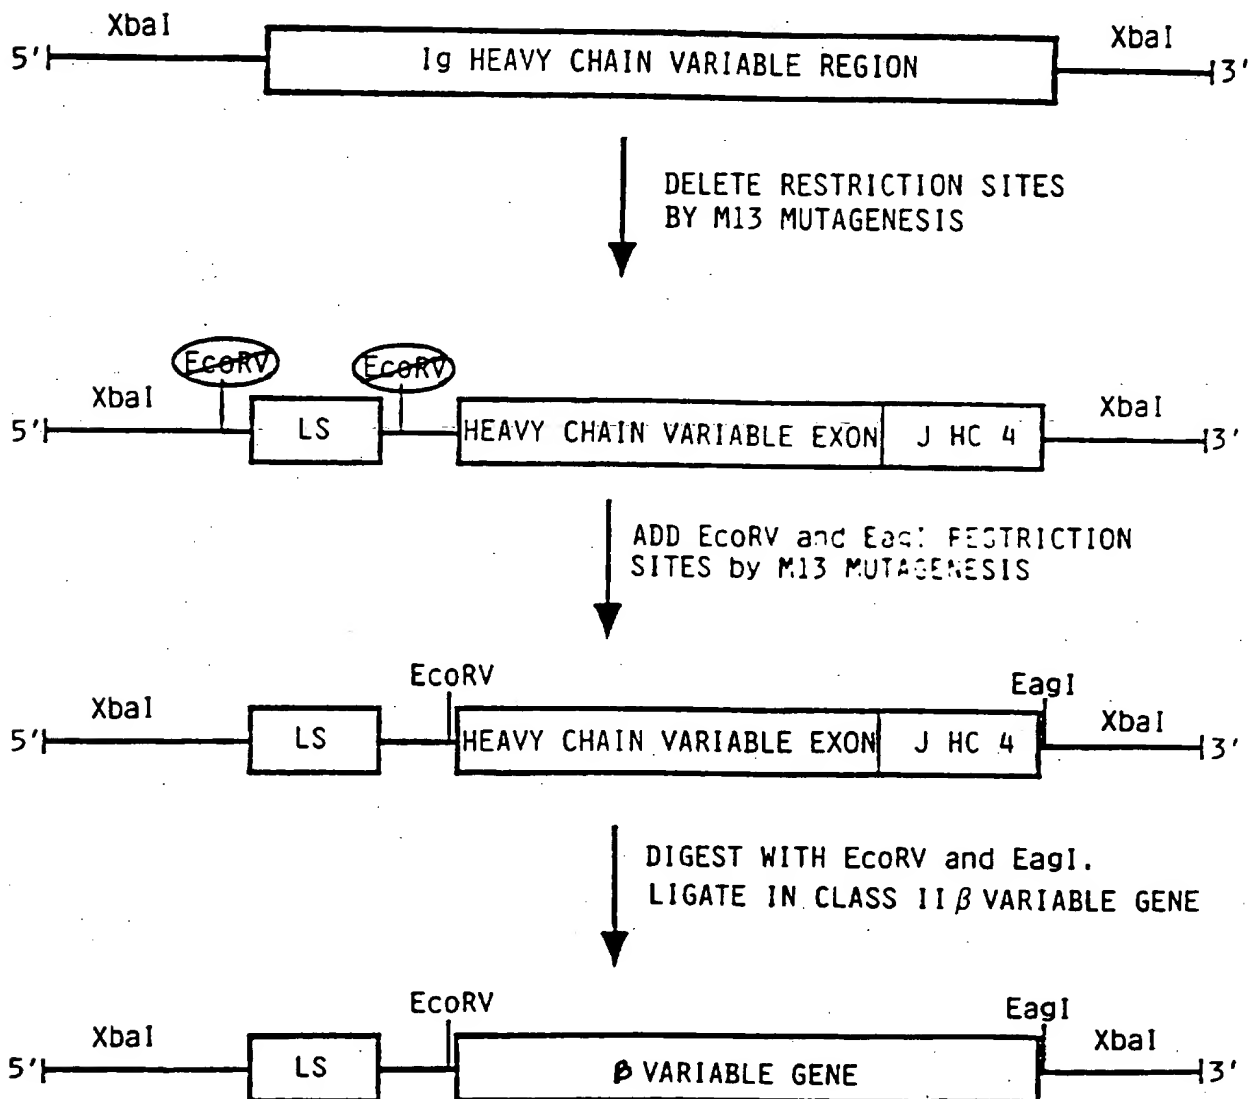 XbaI XbaI
5' Ig HEAVY CHAIN VARIABLE REGION 3'
DELETE RESTRICTION SITES
BY M13 MUTAGENESIS
EcoRV EcoRV
XbaI XbaI
5' LS HEAVY CHAIN VARIABLE EXON J HC 4 3'
ADD EcoRV and EagI RESTRICTION
SITES by M13 MUTAGENESIS
EcoRV EagI
XbaI XbaI
5' LS HEAVY CHAIN VARIABLE EXON J HC 4 3'
DIGEST WITH EcoRV and EagI.
LIGATE IN CLASS II β VARIABLE GENE
EcoRV EagI
XbaI XbaI
5' LS β VARIABLE GENE 3'